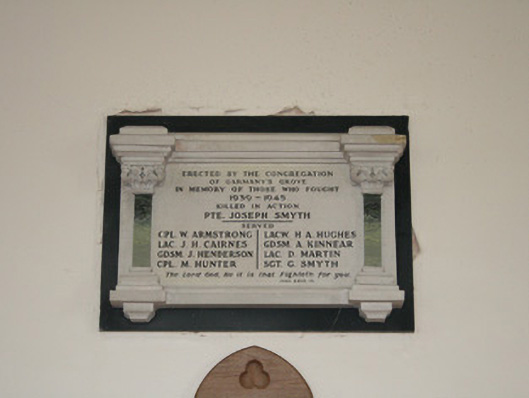 ERECTED BY THE CONGREGATION
OF GARMANY'S GROVE
IN MEMORY OF THOSE WHO FOUGHT
1939 - 1945
KILLED IN ACTION
PTE. JOSEPH SMYTH
SERVED
CPL. W. ARMSTRONG LACW. H A. HUGHES
LAC. J. H. CAIRNES GDSM. A KINNEAR
GDSM. J. HENDERSON LAC. D. MARTIN
CPL. M. HUNTER SGT. G. SMYTH
The Lord God, He it is that Fighteth for you.